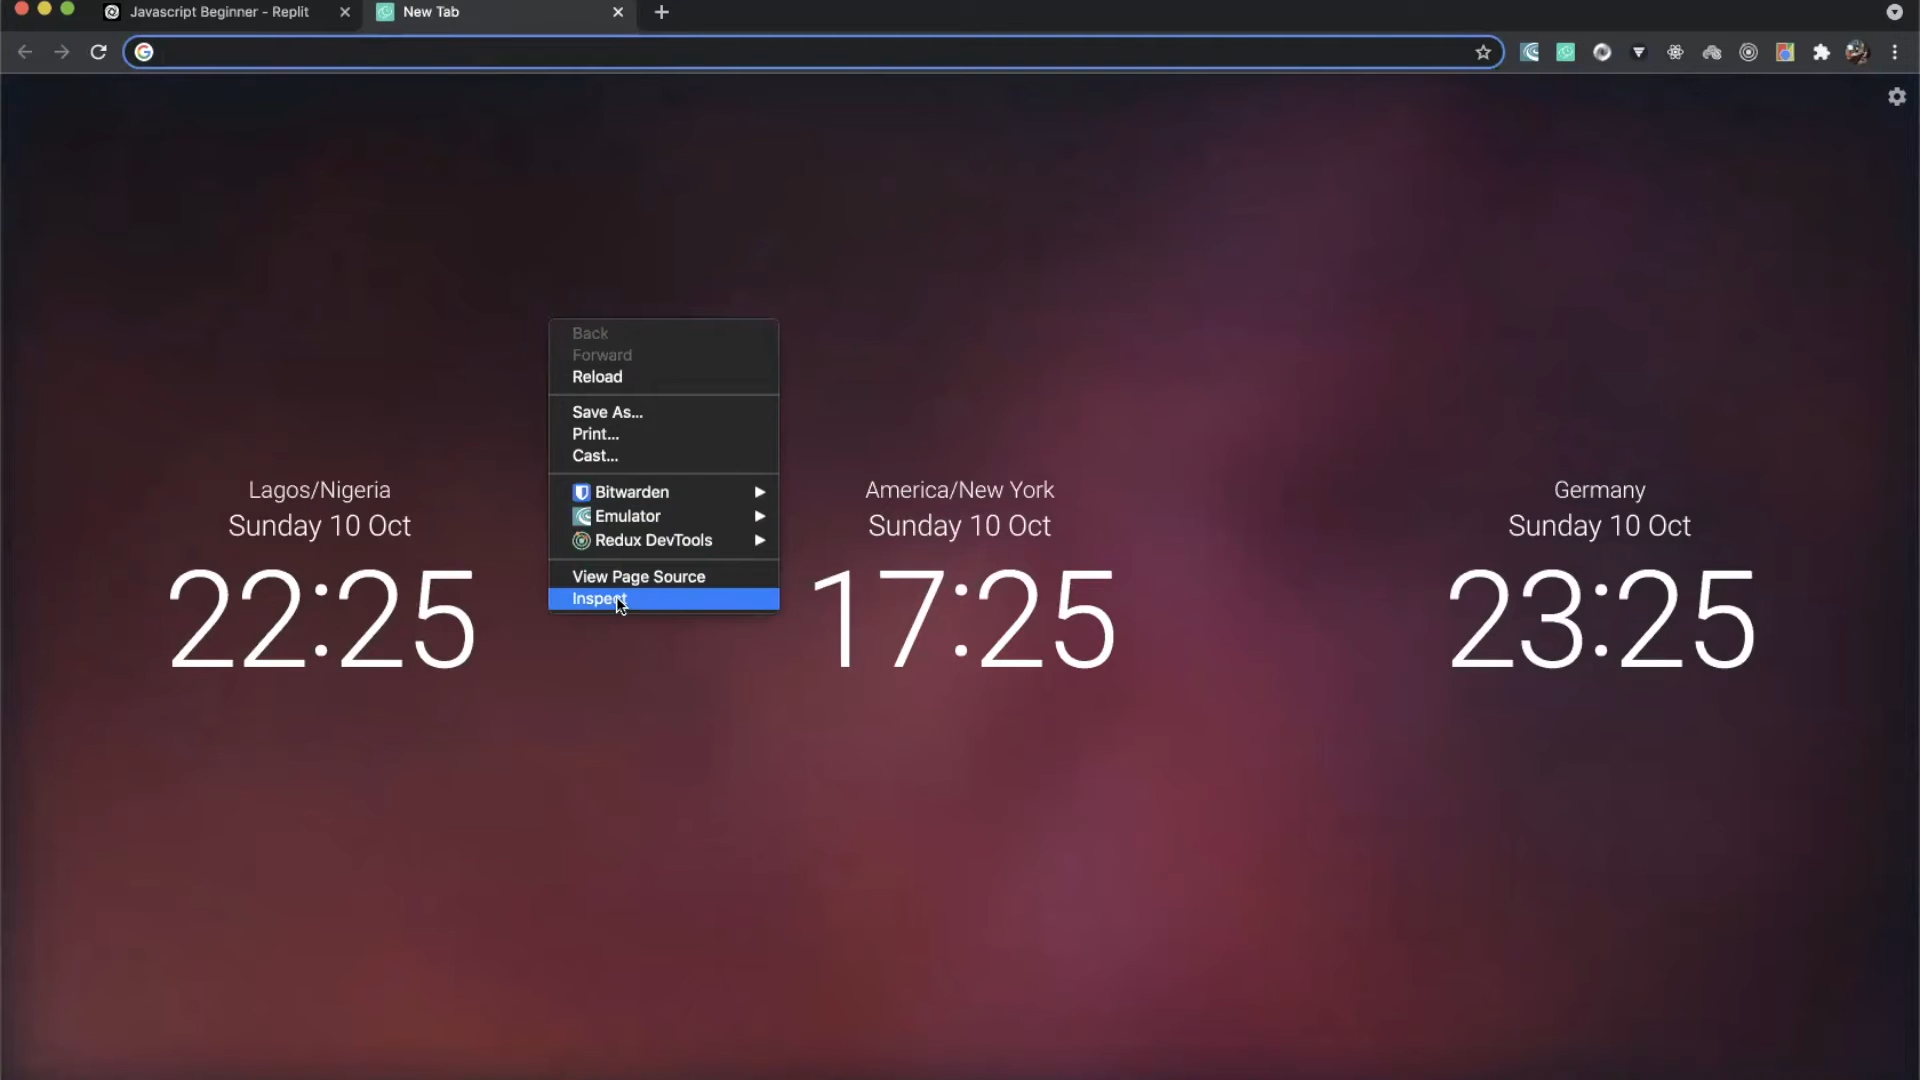 Javascript Beginner - Replit
New Tab
Back
Forward
Reload
Save As...
Print...
Cast...
Bitwarden
Emulator
Redux DevTools
View Page Source
Inspect
Lagos/Nigeria
Sunday 10 Oct
22:25
America/New York
Sunday 10 Oct
17:25
Germany
Sunday 10 Oct
23:25